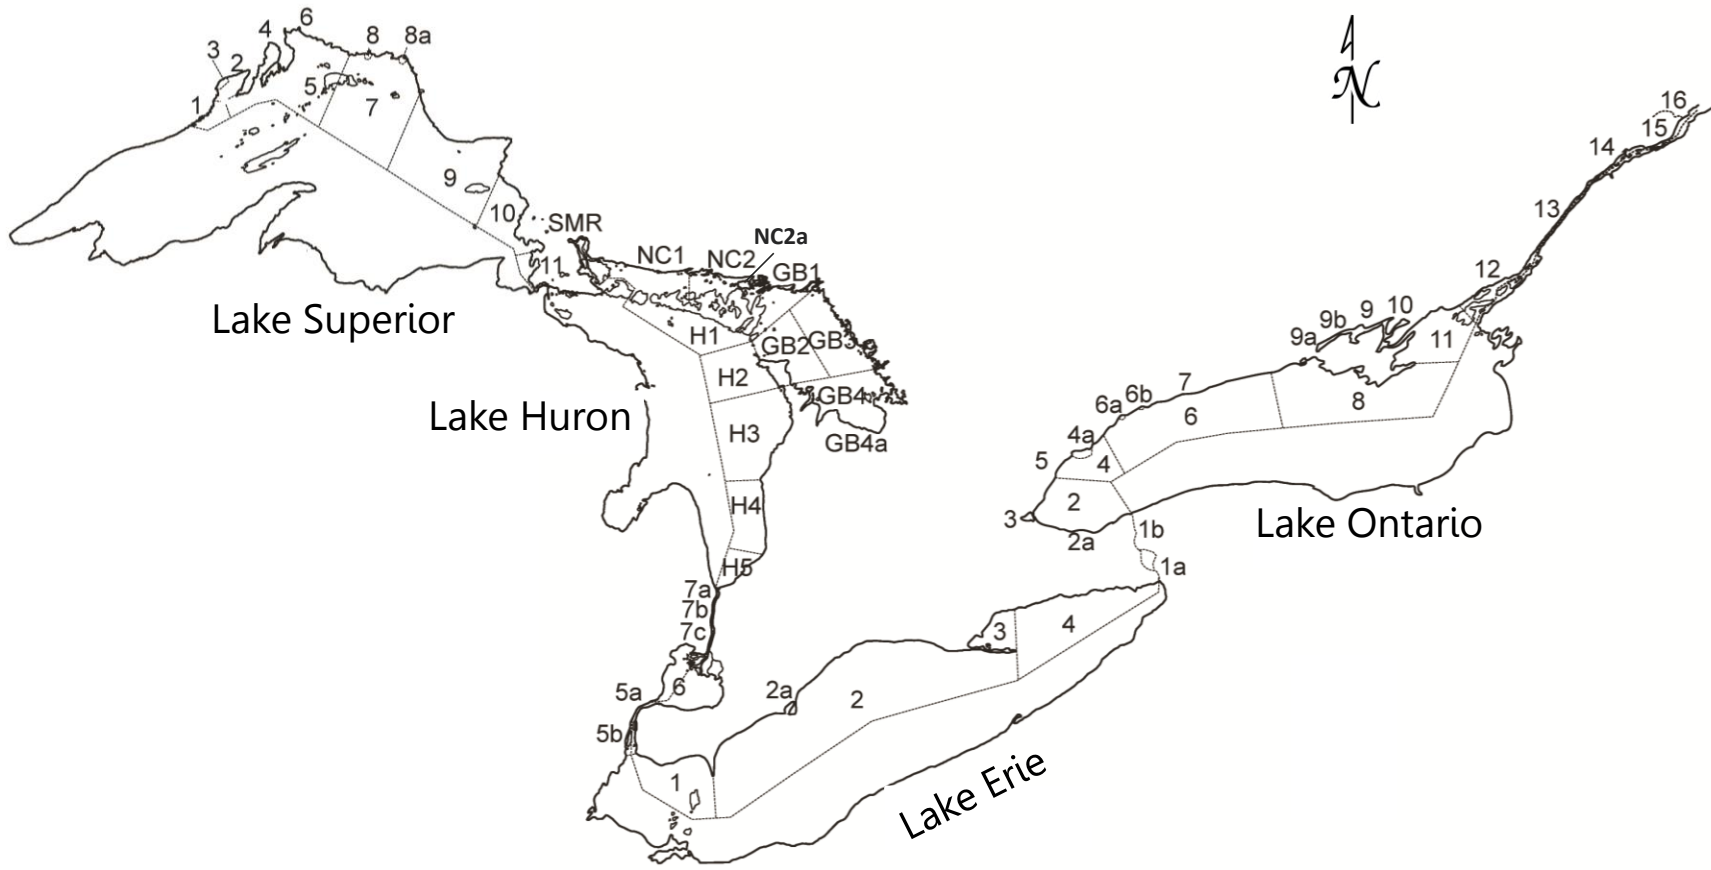 6
4
8
8a
3
2
5
7
1
9
10
SMR
11
NC1
NC2
NC2a
GB1
H1
GB2
GB3
H2
GB4
GB4a
H3
H4
H5
Lake Superior
Lake Huron
7a
7b
7c
6
5a
5b
1
2a
2
3
4
Lake Erie
N
16
15
14
13
12
11
10
9
9b
9a
8
7
6b
6a
6
4a
5
4
2
3
2a
1b
1a
Lake Ontario